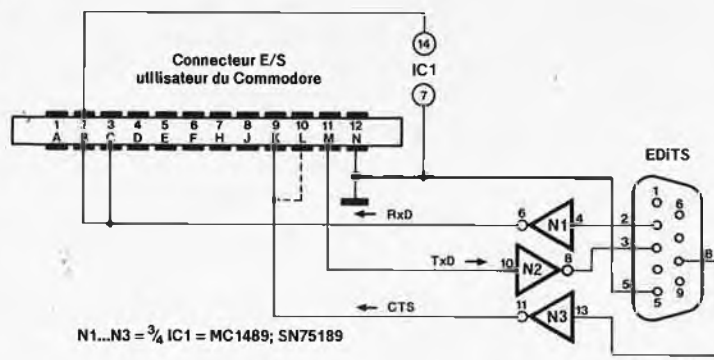 Connecteur E/S
utilisateur du Commodore
14
IC1
7
1 2 3 4 5 6 7 8 9 10 11 12
A B C D E F H J K L M N
EDiTS
1
6
9
5
2
3
5
8
RxD
6
N1
4
TxD
10
N2
8
CTS
11
N3
13
N1...N3 = 3/4 IC1 = MC1489; SN75189